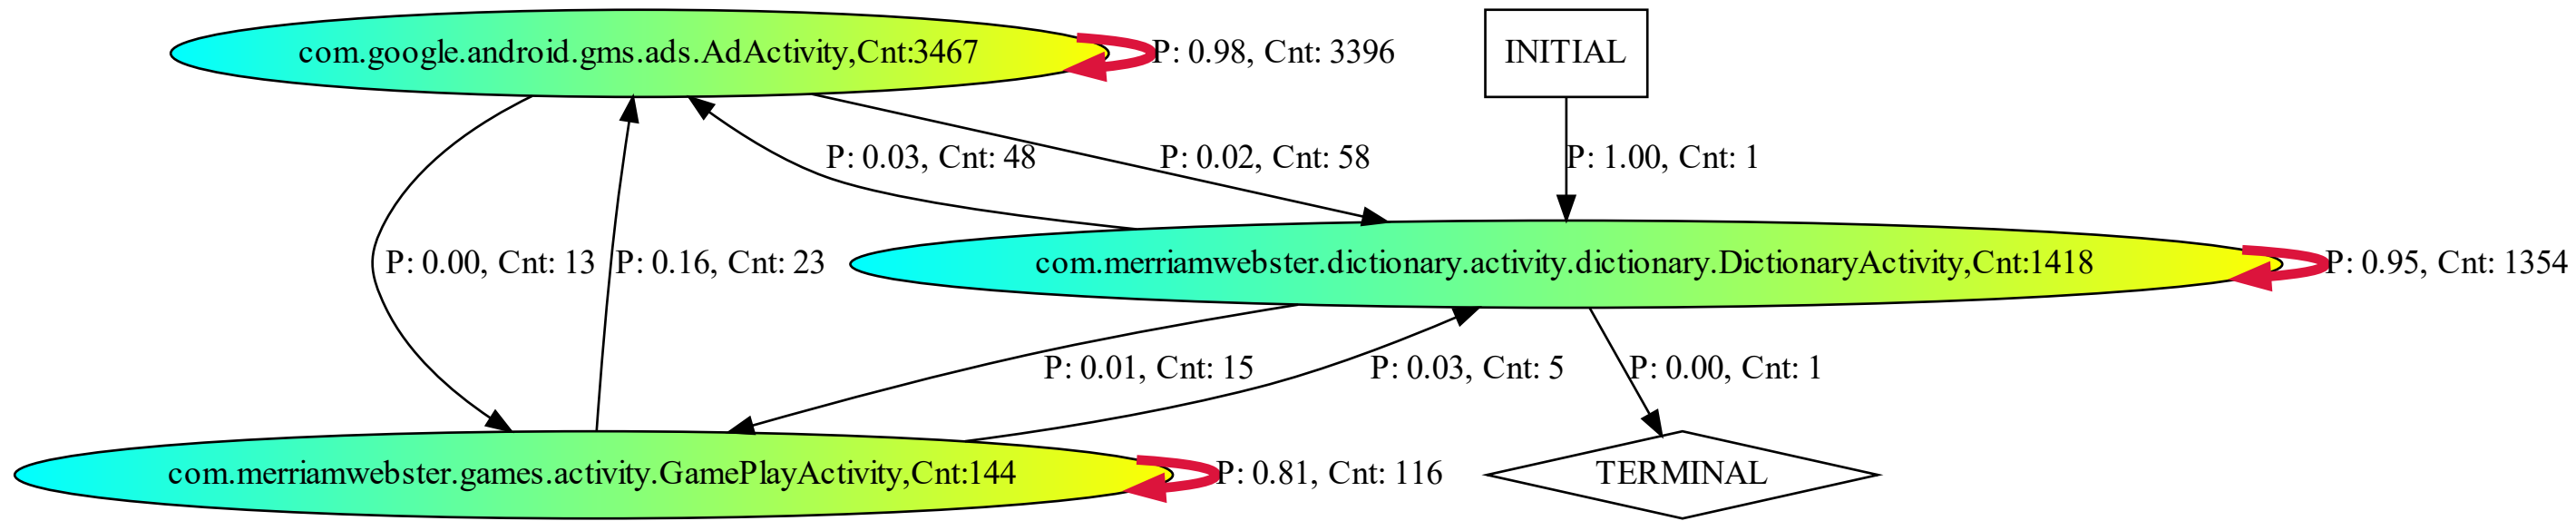 com.google.android.gms.ads.AdActivity,Cnt:3467
P: 0.98, Cnt: 3396
INITIAL
P: 0.03, Cnt: 48
P: 0.02, Cnt: 58
P: 1.00, Cnt: 1
P: 0.00, Cnt: 13
P: 0.16, Cnt: 23
com.merriamwebster.dictionary.activity.dictionary.DictionaryActivity,Cnt:1418
P: 0.95, Cnt: 1354
P: 0.01, Cnt: 15
P: 0.03, Cnt: 5
P: 0.00, Cnt: 1
com.merriamwebster.games.activity.GamePlayActivity,Cnt:144
P: 0.81, Cnt: 116
TERMINAL